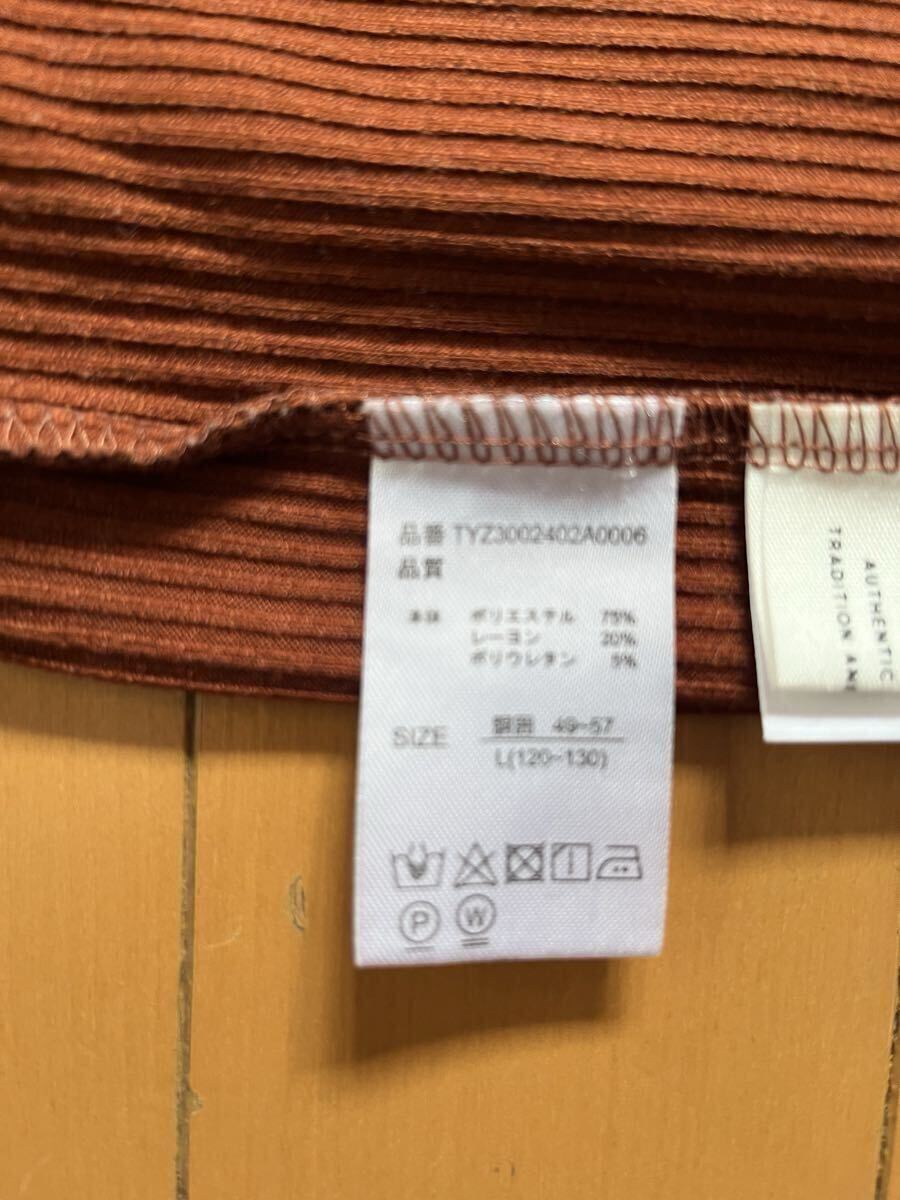 品番 TYZ3002402A0006
品質
本体 ポリエステル 75%
レーヨン 20%
ポリウレタン 5%
SIZE 胴囲 49~57
L(120~130)
P W
AUTHENTIC
TRADITION AND